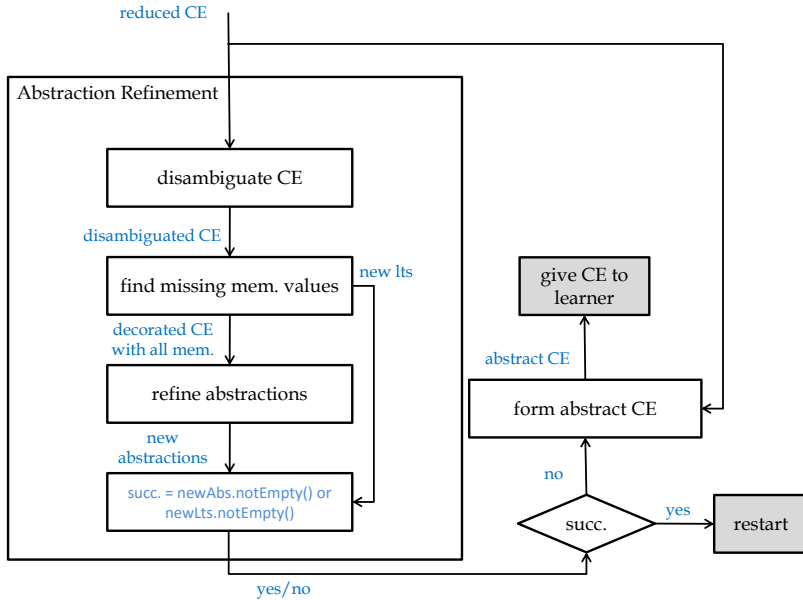 reduced CE
Abstraction Refinement
disambiguate CE
disambiguated CE
find missing mem. values
new lts
decorated CE
with all mem.
refine abstractions
new
abstractions
succ. = newAbs.notEmpty() or
newLts.notEmpty()
yes/no
give CE to
learner
abstract CE
form abstract CE
no
succ.
yes
restart